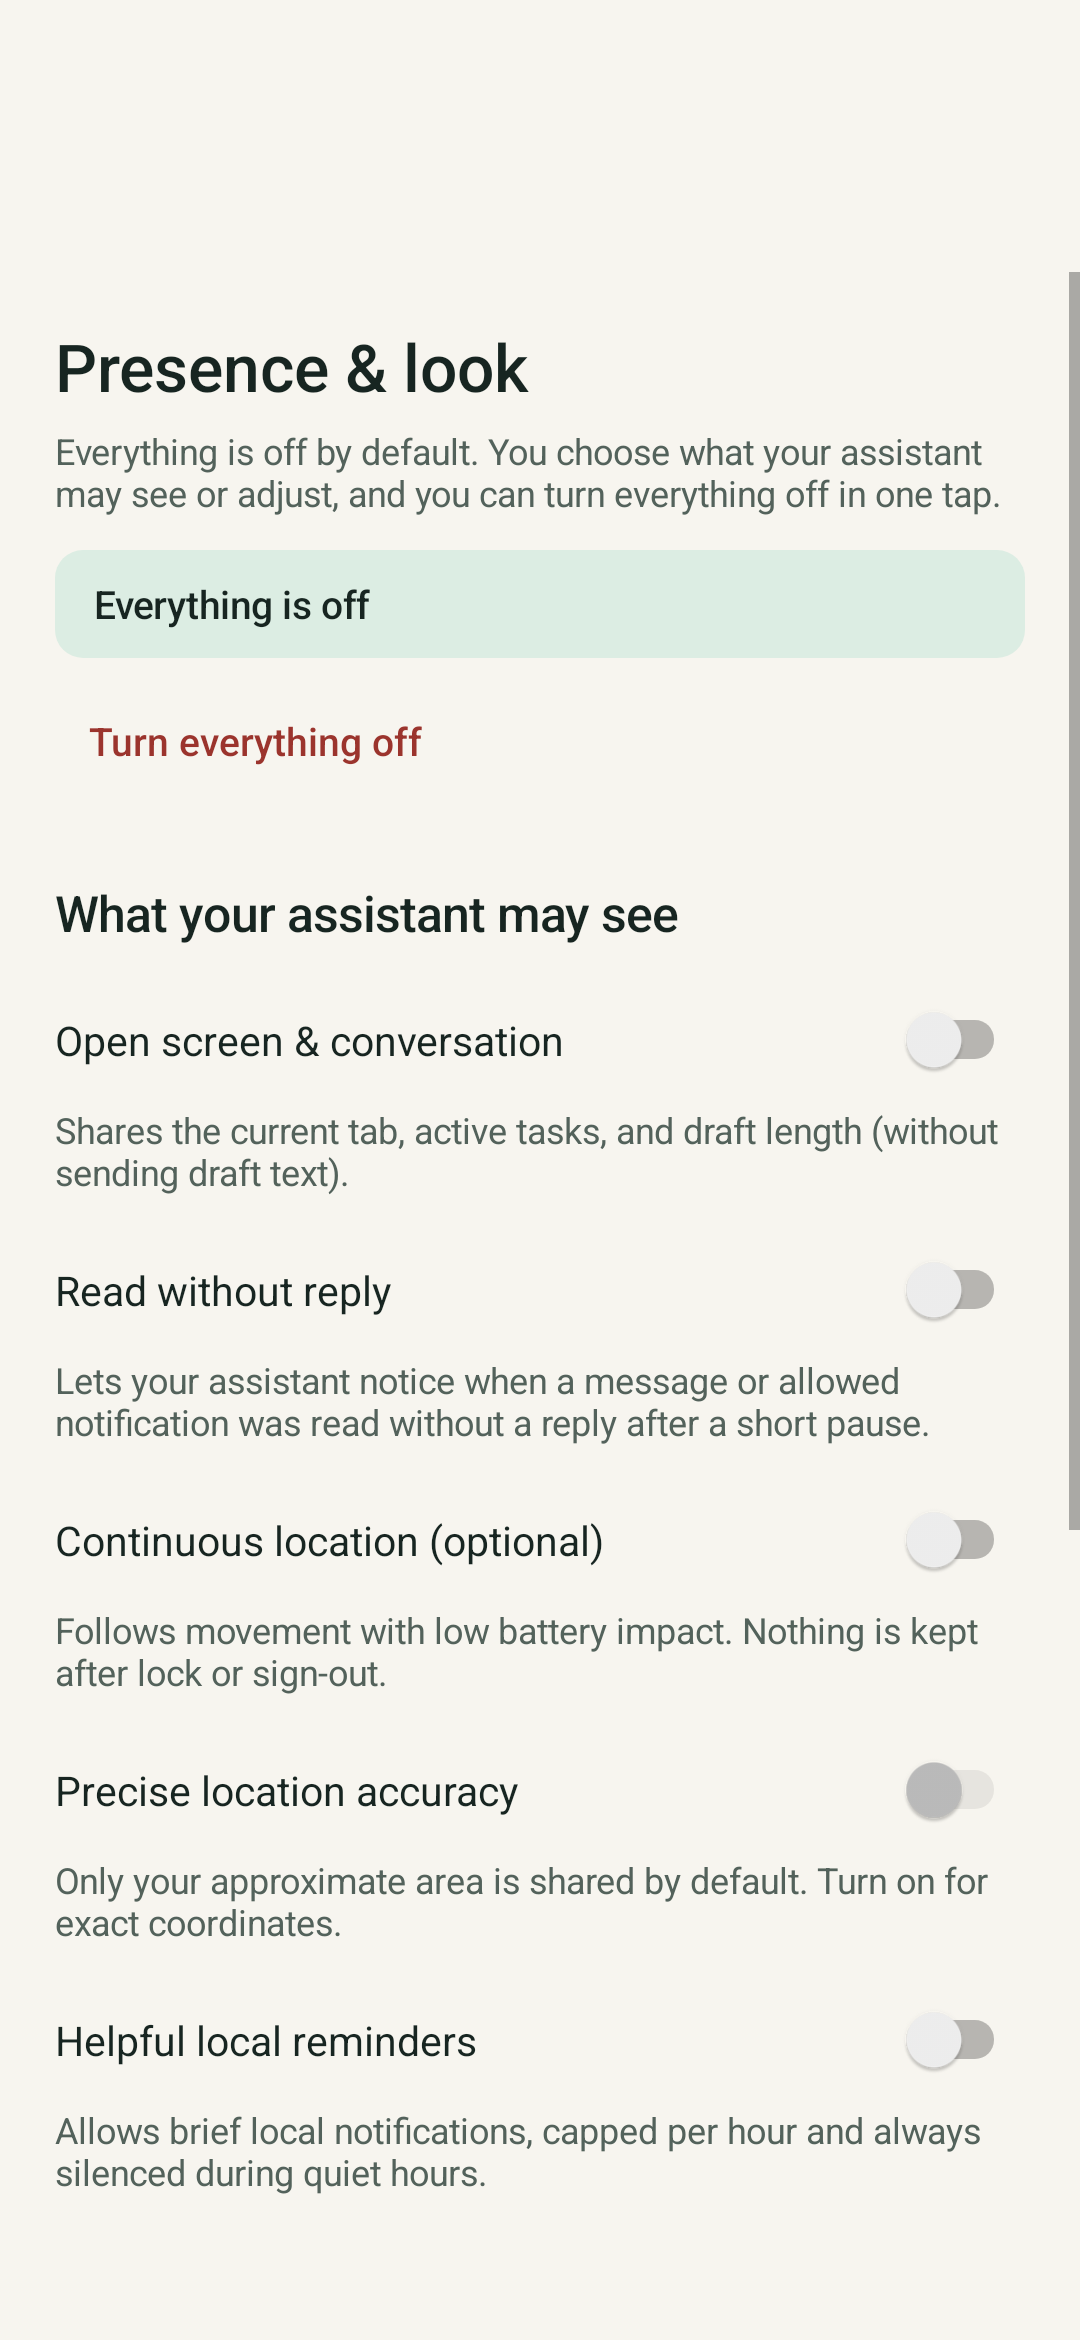 Presence & look
Everything is off by default. You choose what your assistant
may see or adjust, and you can turn everything off in one tap.
Everything is off
Turn everything off
What your assistant may see
Open screen & conversation
Shares the current tab, active tasks, and draft length (without
sending draft text).
Read without reply
Lets your assistant notice when a message or allowed
notification was read without a reply after a short pause.
Continuous location (optional)
Follows movement with low battery impact. Nothing is kept
after lock or sign-out.
Precise location accuracy
Only your approximate area is shared by default. Turn on for
exact coordinates.
Helpful local reminders
Allows brief local notifications, capped per hour and always
silenced during quiet hours.